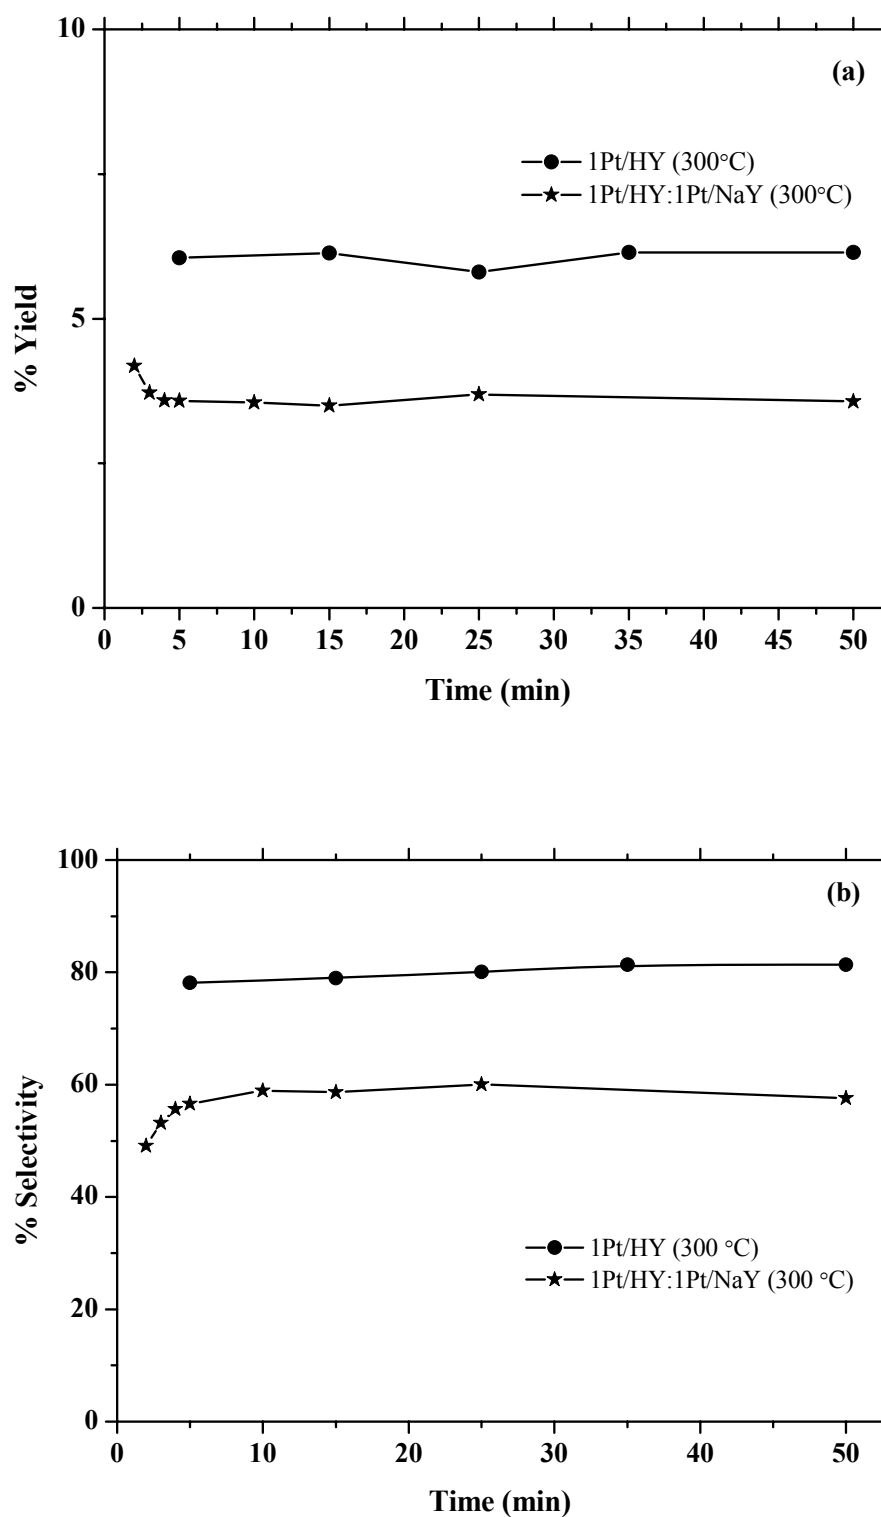 10
(a)
1Pt/HY (300°C)
1Pt/HY:1Pt/NaY (300°C)
% Yield
5
0
0 5 10 15 20 25 30 35 40 45 50
Time (min)
100
(b)
80
60
% Selectivity
40
1Pt/HY (300 °C)
1Pt/HY:1Pt/NaY (300 °C)
20
0
0 10 20 30 40 50
Time (min)